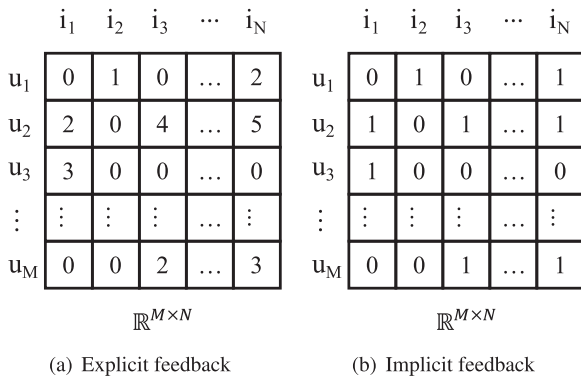 i1 i2 i3 ... iN
u1 0 1 0 ... 2
u2 2 0 4 ... 5
u3 3 0 0 ... 0
⋮ ⋮ ⋮ ⋮ ... ⋮
uM 0 0 2 ... 3
ℝ^{M×N}
(a) Explicit feedback
i1 i2 i3 ... iN
u1 0 1 0 ... 1
u2 1 0 1 ... 1
u3 1 0 0 ... 0
⋮ ⋮ ⋮ ⋮ ... ⋮
uM 0 0 1 ... 1
ℝ^{M×N}
(b) Implicit feedback